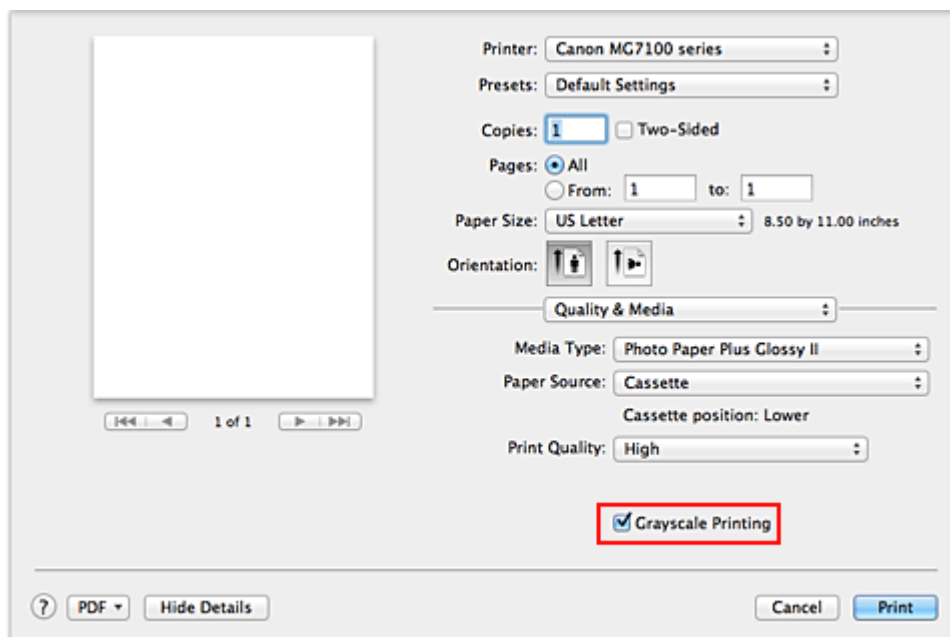 Printer: Canon MG7100 series
Presets: Default Settings
Copies: 1 Two-Sided
Pages: All
From: 1 to: 1
Paper Size: US Letter 8.50 by 11.00 inches
Orientation:
Quality & Media
Media Type: Photo Paper Plus Glossy II
Paper Source: Cassette
Cassette position: Lower
1 of 1
Print Quality: High
Grayscale Printing
? PDF Hide Details Cancel Print